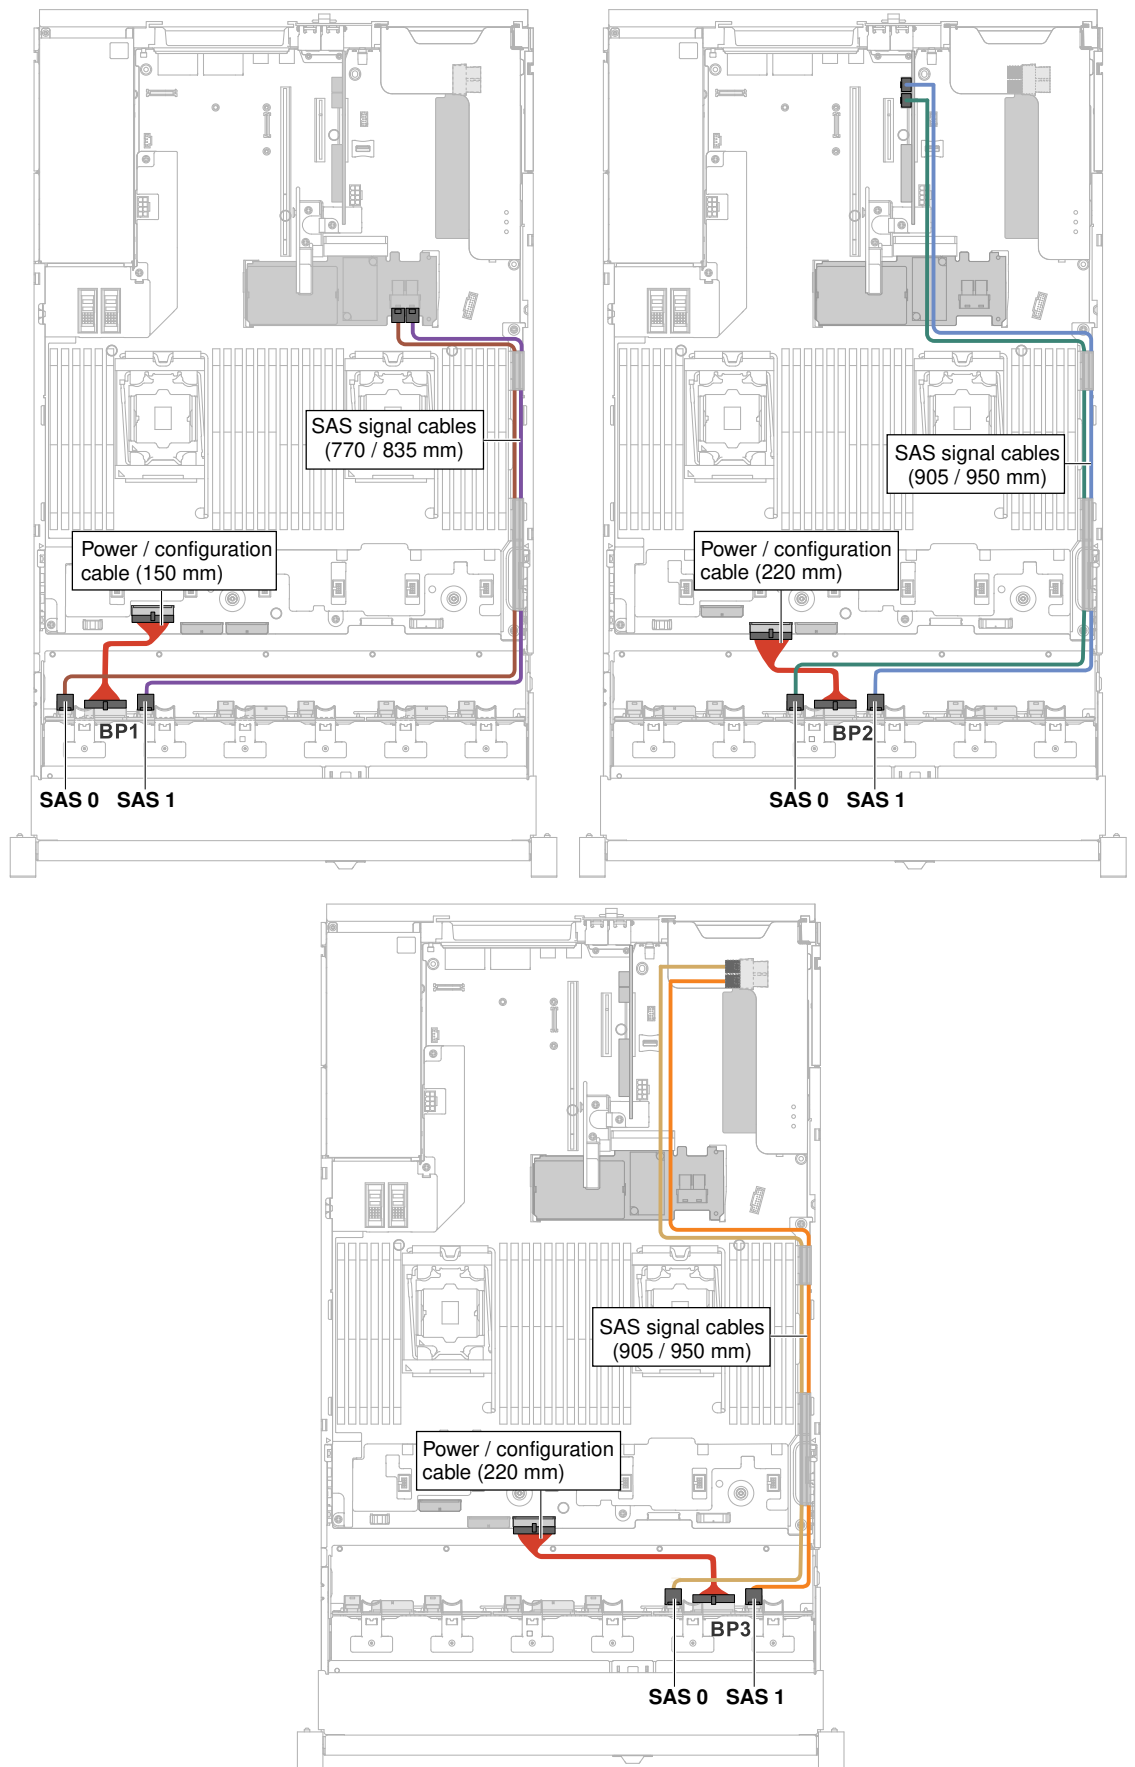 SAS signal cables
(770 / 835 mm)
Power / configuration
cable (150 mm)
BP1
SAS 0 SAS 1
SAS signal cables
(905 / 950 mm)
Power / configuration
cable (220 mm)
BP2
SAS 0 SAS 1
SAS signal cables
(905 / 950 mm)
Power / configuration
cable (220 mm)
BP3
SAS 0 SAS 1